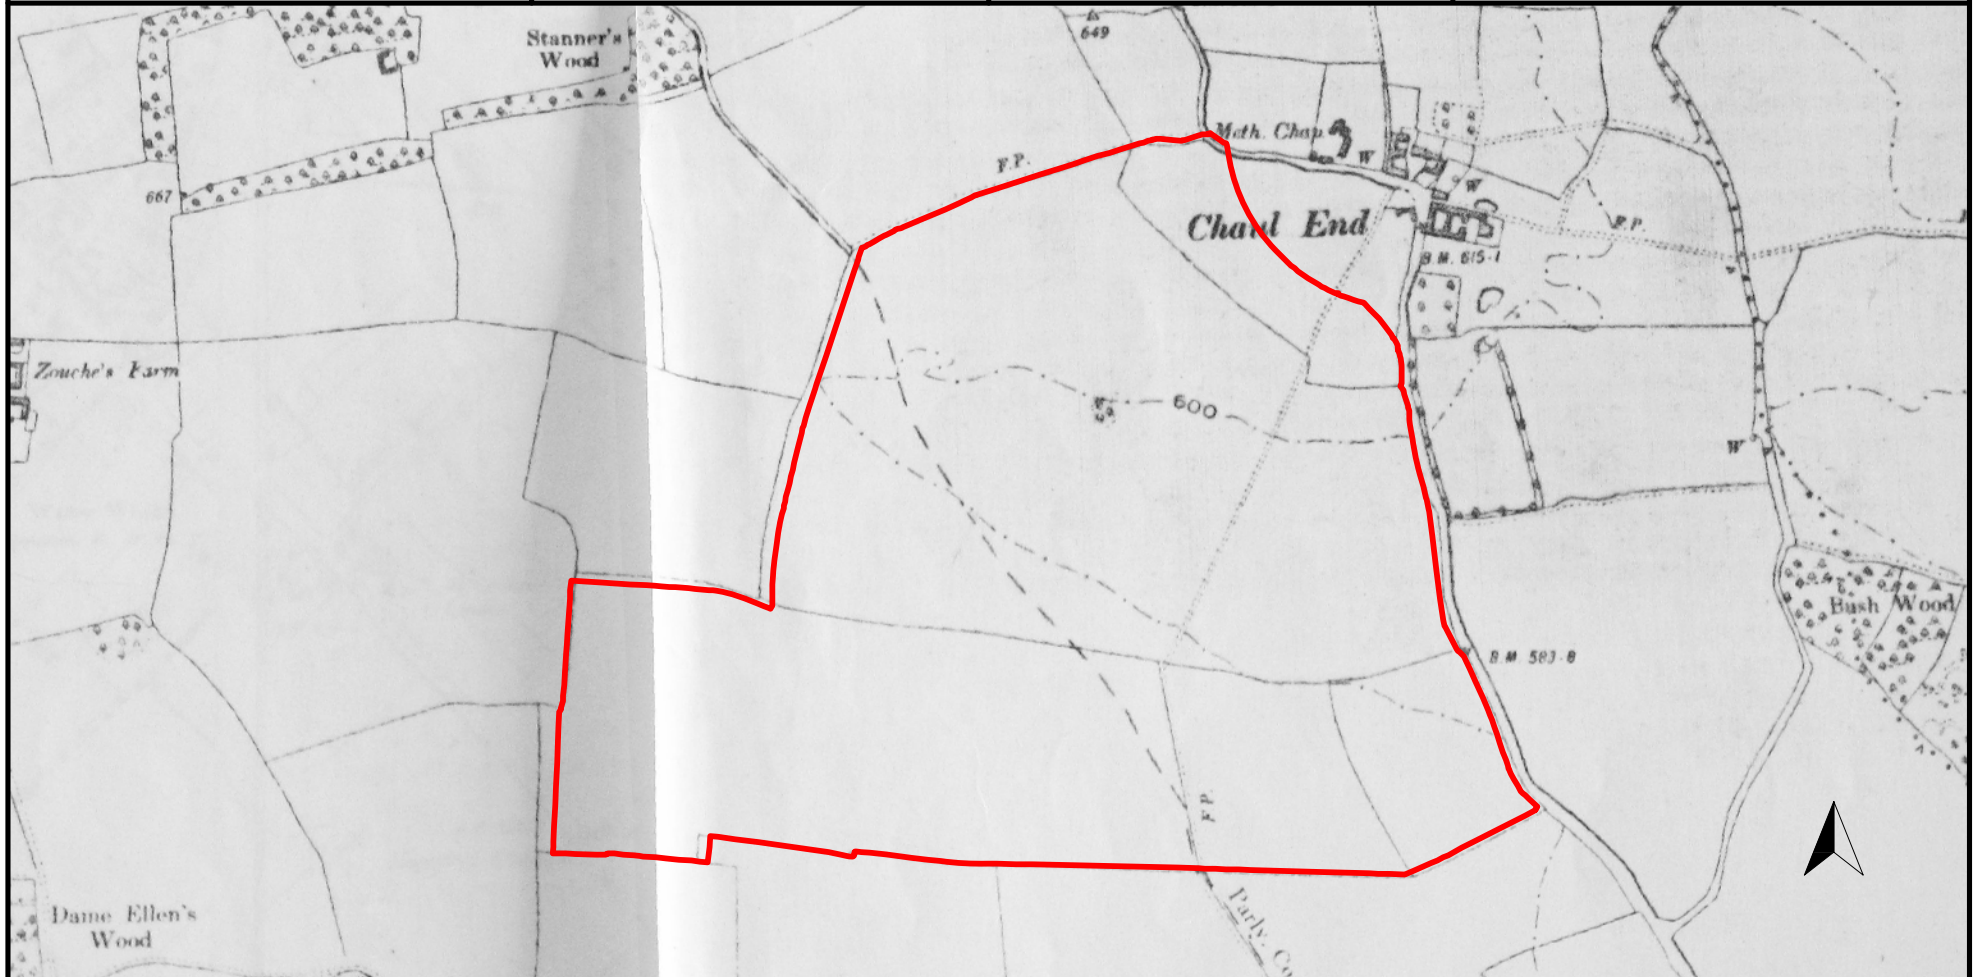 Stanner's
Wood
649
Meth. Chap.
W
F.P.
667
W
Chaul End
F.P.
B.M. 615·1
Zouche's Farm
600
W
Bush Wood
B.M. 583·8
F.P.
Parly. Co
Dame Ellen's
Wood